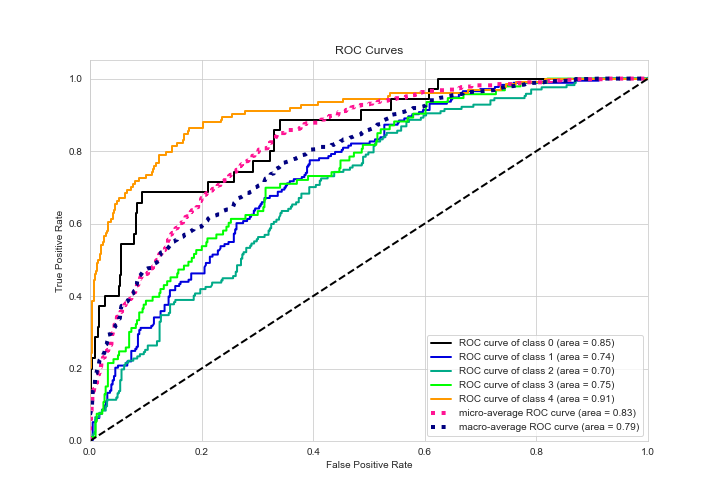 ROC Curves
True Positive Rate
1.0
0.8
0.6
0.4
0.2
0.0
ROC curve of class 0 (area = 0.85)
ROC curve of class 1 (area = 0.74)
ROC curve of class 2 (area = 0.70)
ROC curve of class 3 (area = 0.75)
ROC curve of class 4 (area = 0.91)
micro-average ROC curve (area = 0.83)
macro-average ROC curve (area = 0.79)
0.0 0.2 0.4 0.6 0.8 1.0
False Positive Rate